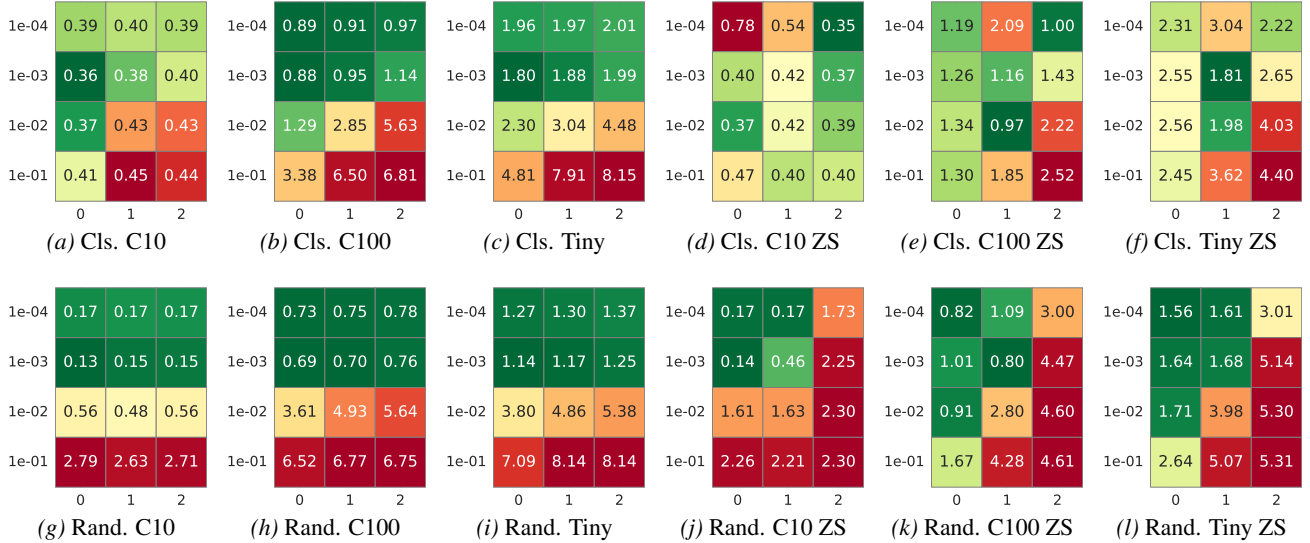 1e-04 0.39 0.40 0.39 1e-04 0.89 0.91 0.97 1e-04 1.96 1.97 2.01 1e-04 0.78 0.54 0.35 1e-04 1.19 2.09 1.00 1e-04 2.31 3.04 2.22
1e-03 0.36 0.38 0.40 1e-03 0.88 0.95 1.14 1e-03 1.80 1.88 1.99 1e-03 0.40 0.42 0.37 1e-03 1.26 1.16 1.43 1e-03 2.55 1.81 2.65
1e-02 0.37 0.43 0.43 1e-02 1.29 2.85 5.63 1e-02 2.30 3.04 4.48 1e-02 0.37 0.42 0.39 1e-02 1.34 0.97 2.22 1e-02 2.56 1.98 4.03
1e-01 0.41 0.45 0.44 1e-01 3.38 6.50 6.81 1e-01 4.81 7.91 8.15 1e-01 0.47 0.40 0.40 1e-01 1.30 1.85 2.52 1e-01 2.45 3.62 4.40
0 1 2 0 1 2 0 1 2 0 1 2 0 1 2 0 1 2
(a) Cls. C10 (b) Cls. C100 (c) Cls. Tiny (d) Cls. C10 ZS (e) Cls. C100 ZS (f) Cls. Tiny ZS
1e-04 0.17 0.17 0.17 1e-04 0.73 0.75 0.78 1e-04 1.27 1.30 1.37 1e-04 0.17 0.17 1.73 1e-04 0.82 1.09 3.00 1e-04 1.56 1.61 3.01
1e-03 0.13 0.15 0.15 1e-03 0.69 0.70 0.76 1e-03 1.14 1.17 1.25 1e-03 0.14 0.46 2.25 1e-03 1.01 0.80 4.47 1e-03 1.64 1.68 5.14
1e-02 0.56 0.48 0.56 1e-02 3.61 4.93 5.64 1e-02 3.80 4.86 5.38 1e-02 1.61 1.63 2.30 1e-02 0.91 2.80 4.60 1e-02 1.71 3.98 5.30
1e-01 2.79 2.63 2.71 1e-01 6.52 6.77 6.75 1e-01 7.09 8.14 8.14 1e-01 2.26 2.21 2.30 1e-01 1.67 4.28 4.61 1e-01 2.64 5.07 5.31
0 1 2 0 1 2 0 1 2 0 1 2 0 1 2 0 1 2
(g) Rand. C10 (h) Rand. C100 (i) Rand. Tiny (j) Rand. C10 ZS (k) Rand. C100 ZS (l) Rand. Tiny ZS